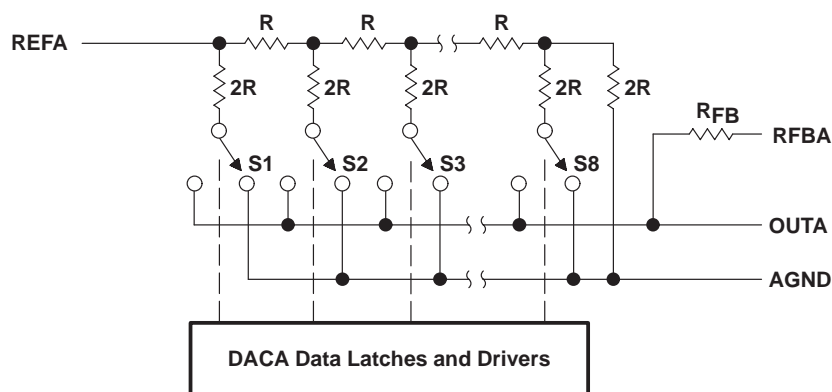 R R R
REFA
2R 2R 2R 2R 2R
RFB
RFBA
S1 S2 S3 S8
OUTA
AGND
DACA Data Latches and Drivers